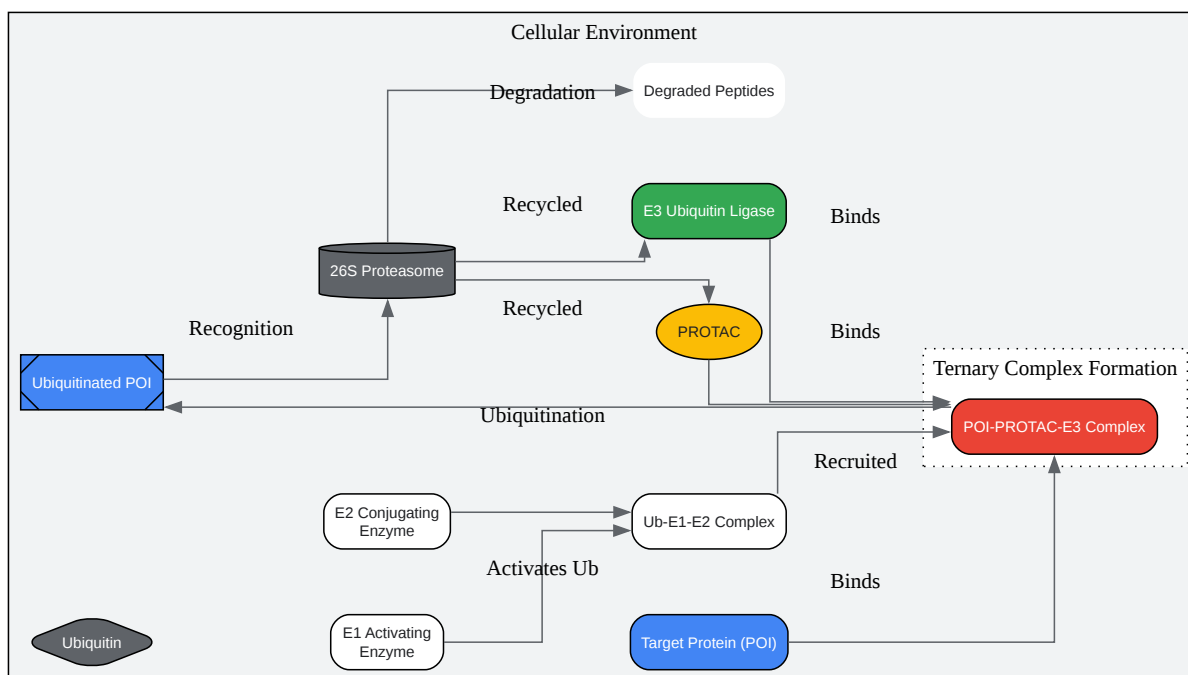 Cellular Environment
Degradation
Degraded Peptides
Recycled
E3 Ubiquitin Ligase
Binds
26S Proteasome
Recycled
Recognition
PROTAC
Binds
Ternary Complex Formation
Ubiquitinated POI
Ubiquitination
POI-PROTAC-E3 Complex
Recruited
E2 Conjugating
Enzyme
Ub-E1-E2 Complex
Activates Ub
Binds
Ubiquitin
E1 Activating
Enzyme
Target Protein (POI)